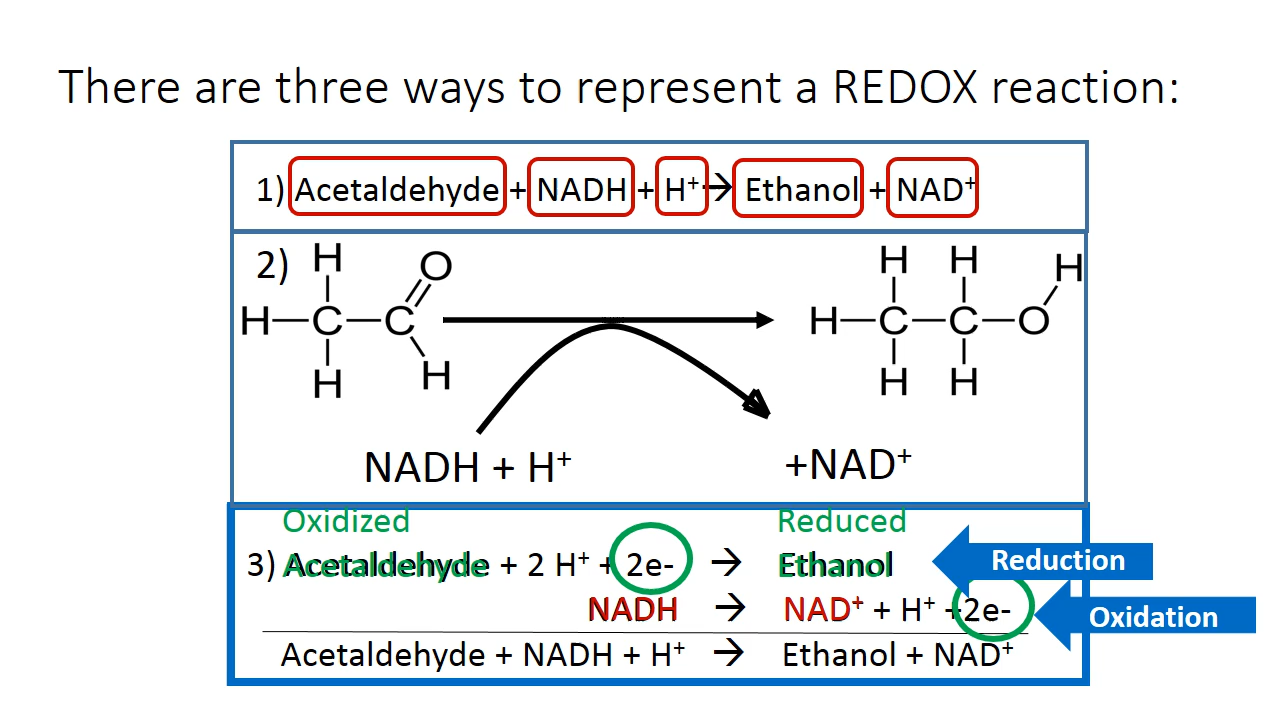 There are three ways to represent a REDOX reaction:
1) Acetaldehyde + NADH + H⁺ → Ethanol + NAD⁺
2)
H H H H
O
H C C H C C O
H H H H
NADH + H⁺ +NAD⁺
Oxidized Reduced
3) Acetaldehyde + 2 H⁺ + 2e- → Ethanol Reduction
NADH → NAD⁺ + H⁺ +2e- Oxidation
Acetaldehyde + NADH + H⁺ → Ethanol + NAD⁺